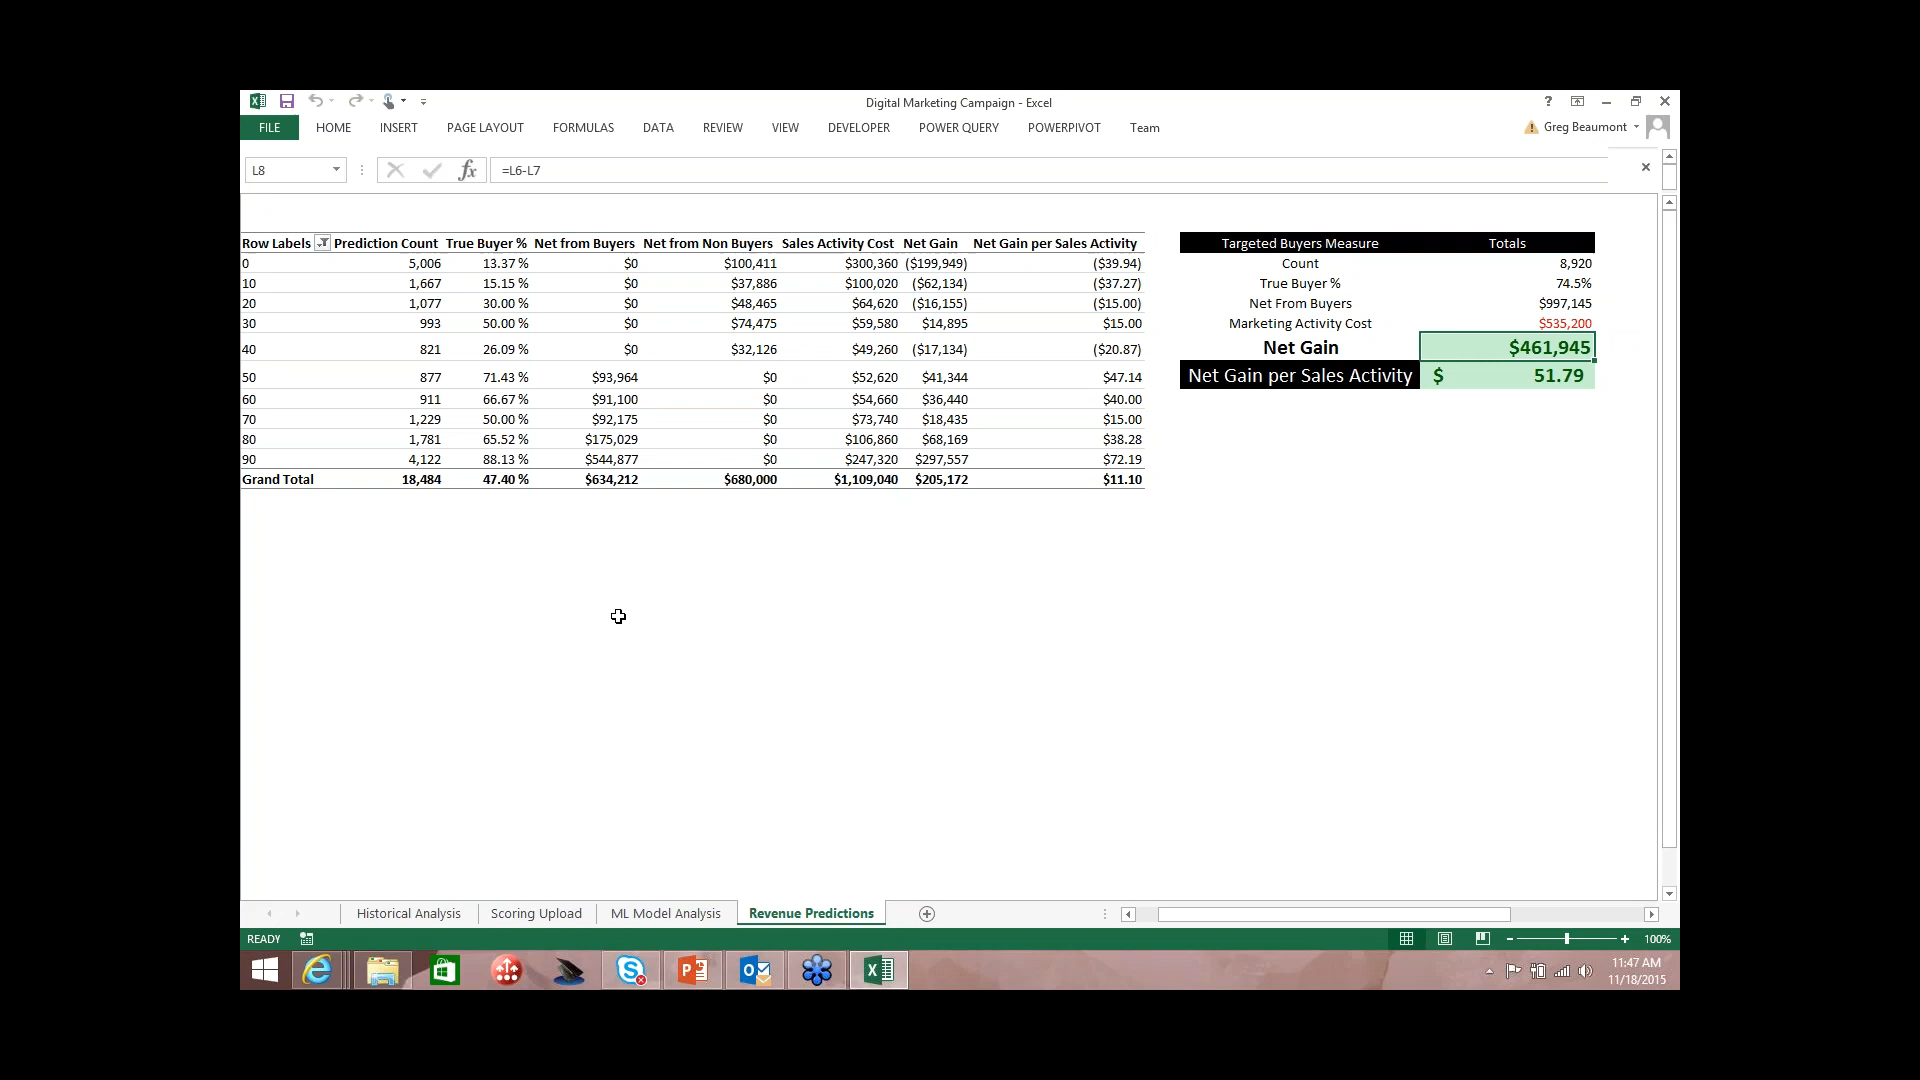 Digital Marketing Campaign - Excel
FILE HOME INSERT PAGE LAYOUT FORMULAS DATA REVIEW VIEW DEVELOPER POWER QUERY POWERPIVOT Team Greg Beaumont
L8 fx =L6-L7
Row Labels Prediction Count True Buyer % Net from Buyers Net from Non Buyers Sales Activity Cost Net Gain Net Gain per Sales Activity
0 5,006 13.37 % $0 $100,411 $300,360 ($199,949) ($39.94)
10 1,667 15.15 % $0 $37,886 $100,020 ($62,134) ($37.27)
20 1,077 30.00 % $0 $48,465 $64,620 ($16,155) ($15.00)
30 993 50.00 % $0 $74,475 $59,580 $14,895 $15.00
40 821 26.09 % $0 $32,126 $49,260 ($17,134) ($20.87)
50 877 71.43 % $93,964 $0 $52,620 $41,344 $47.14
60 911 66.67 % $91,100 $0 $54,660 $36,440 $40.00
70 1,229 50.00 % $92,175 $0 $73,740 $18,435 $15.00
80 1,781 65.52 % $175,029 $0 $106,860 $68,169 $38.28
90 4,122 88.13 % $544,877 $0 $247,320 $297,557 $72.19
Grand Total 18,484 47.40 % $634,212 $680,000 $1,109,040 $205,172 $11.10
Targeted Buyers Measure Totals
Count 8,920
True Buyer % 74.5%
Net From Buyers $997,145
Marketing Activity Cost $535,200
Net Gain $461,945
Net Gain per Sales Activity $ 51.79
Historical Analysis Scoring Upload ML Model Analysis Revenue Predictions
READY 100%
11:47 AM
11/18/2015